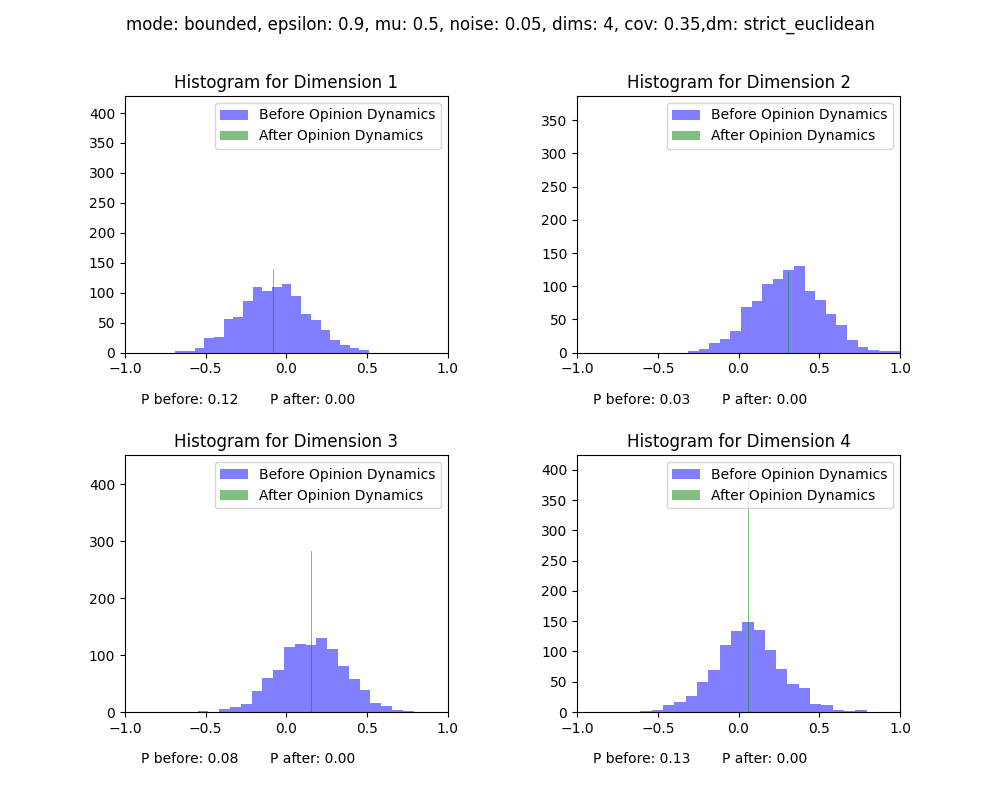 mode: bounded, epsilon: 0.9, mu: 0.5, noise: 0.05, dims: 4, cov: 0.35,dm: strict_euclidean
Histogram for Dimension 1
Before Opinion Dynamics
After Opinion Dynamics
400
350
300
250
200
150
100
50
0
−1.0 −0.5 0.0 0.5 1.0
P before: 0.12 P after: 0.00
Histogram for Dimension 2
Before Opinion Dynamics
After Opinion Dynamics
350
300
250
200
150
100
50
0
−1.0 −0.5 0.0 0.5 1.0
P before: 0.03 P after: 0.00
Histogram for Dimension 3
Before Opinion Dynamics
After Opinion Dynamics
400
300
200
100
0
−1.0 −0.5 0.0 0.5 1.0
P before: 0.08 P after: 0.00
Histogram for Dimension 4
Before Opinion Dynamics
After Opinion Dynamics
400
350
300
250
200
150
100
50
0
−1.0 −0.5 0.0 0.5 1.0
P before: 0.13 P after: 0.00